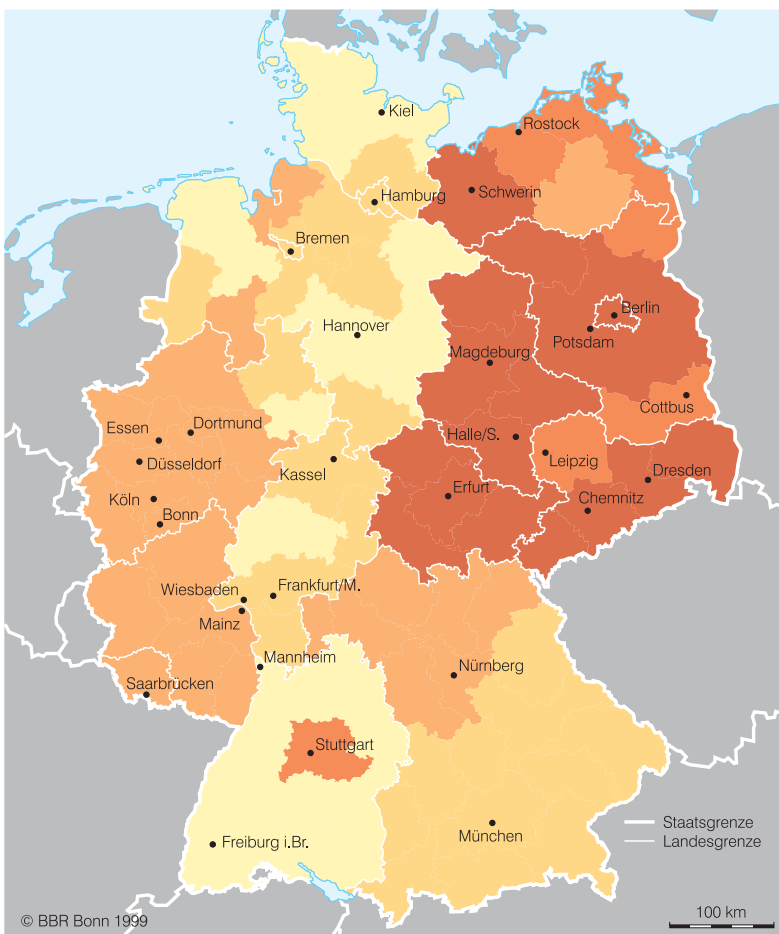 Kiel
Rostock
Hamburg
Schwerin
Bremen
Berlin
Hannover
Potsdam
Magdeburg
Cottbus
Essen
Dortmund
Halle/S.
Düsseldorf
Kassel
Leipzig
Dresden
Köln
Erfurt
Chemnitz
Bonn
Wiesbaden
Frankfurt/M.
Mainz
Mannheim
Nürnberg
Saarbrücken
Stuttgart
Staatsgrenze
München
Landesgrenze
Freiburg i.Br.
© BBR Bonn 1999
100 km